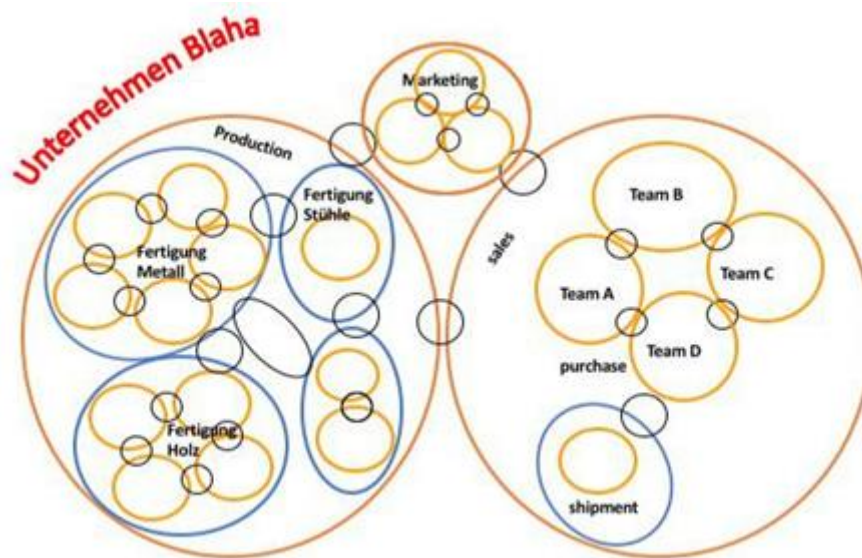 Unternehmen Blaha
Marketing
Production
Fertigung
Stühle
Fertigung
Metall
Fertigung
Holz
sales
Team B
Team A
Team C
Team D
purchase
shipment